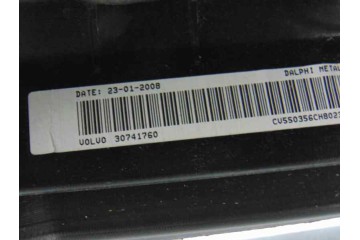 DATE: 23-01-2008
DALPHI METAL
VOLVO 30741760